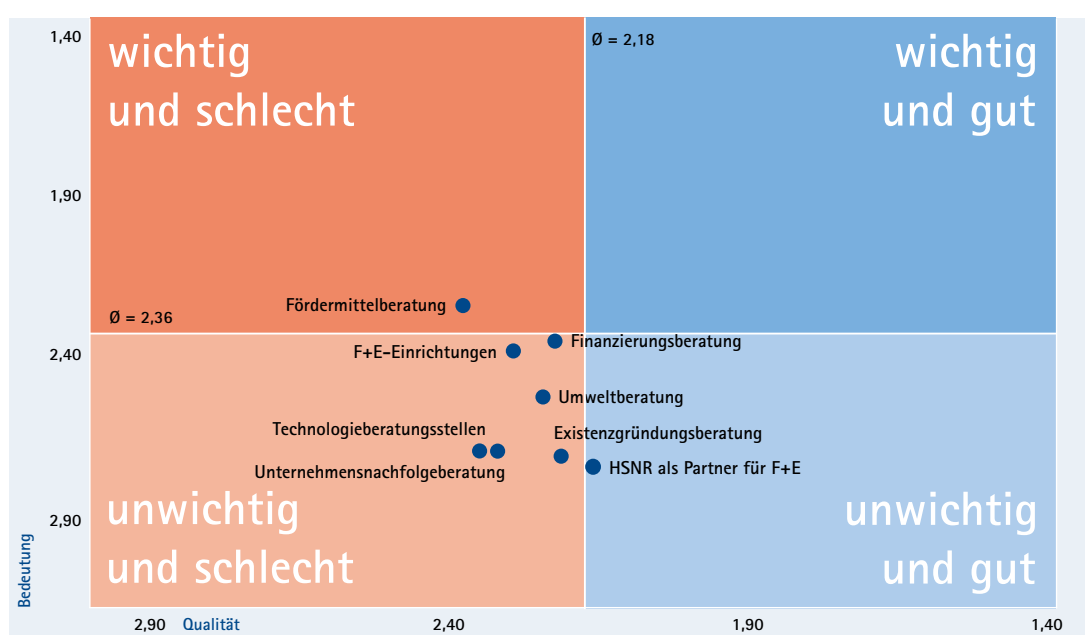 1,40
wichtig
und schlecht
Ø = 2,18
wichtig
und gut
1,90
Fördermittelberatung
Ø = 2,36
Finanzierungsberatung
2,40
F+E-Einrichtungen
Umweltberatung
Technologieberatungsstellen
Existenzgründungsberatung
Unternehmensnachfolgeberatung
HSNR als Partner für F+E
2,90
unwichtig
und schlecht
unwichtig
und gut
Bedeutung
2,90 Qualität 2,40 1,90 1,40